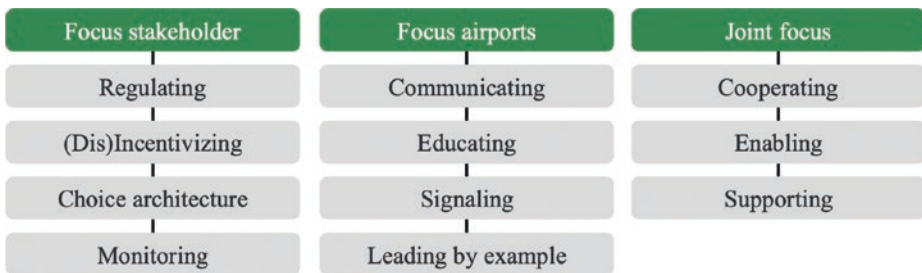 Focus stakeholder
Regulating
(Dis)Incentivizing
Choice architecture
Monitoring
Focus airports
Communicating
Educating
Signaling
Leading by example
Joint focus
Cooperating
Enabling
Supporting